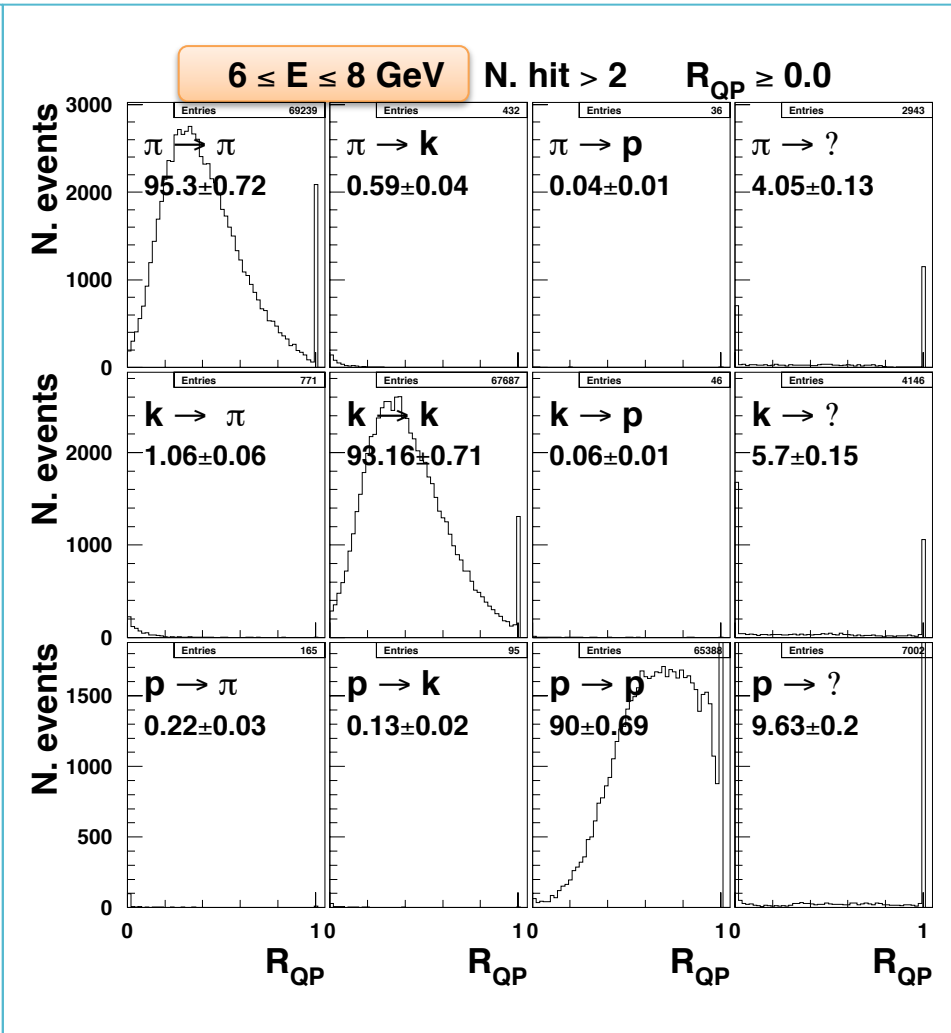 6 ≤ E ≤ 8 GeV N. hit > 2 R_QP ≥ 0.0
N. events
3000
2000
1000
0
Entries 69239
π → π
95.3±0.72
Entries 432
π → k
0.59±0.04
Entries 36
π → p
0.04±0.01
Entries 2943
π → ?
4.05±0.13
N. events
2000
1000
0
Entries 771
k → π
1.06±0.06
Entries 67687
k → k
93.16±0.71
Entries 46
k → p
0.06±0.01
Entries 4146
k → ?
5.7±0.15
N. events
1500
1000
500
0
Entries 165
p → π
0.22±0.03
Entries 95
p → k
0.13±0.02
Entries 65388
p → p
90±0.69
Entries 7002
p → ?
9.63±0.2
0 10 10 10 1
R_QP R_QP R_QP R_QP